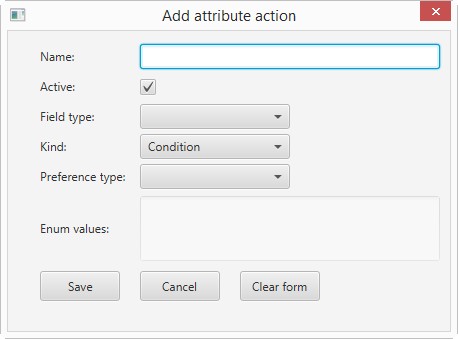 Add attribute action
Name:
Active:
Field type:
Kind: Condition
Preference type:
Enum values:
Save Cancel Clear form